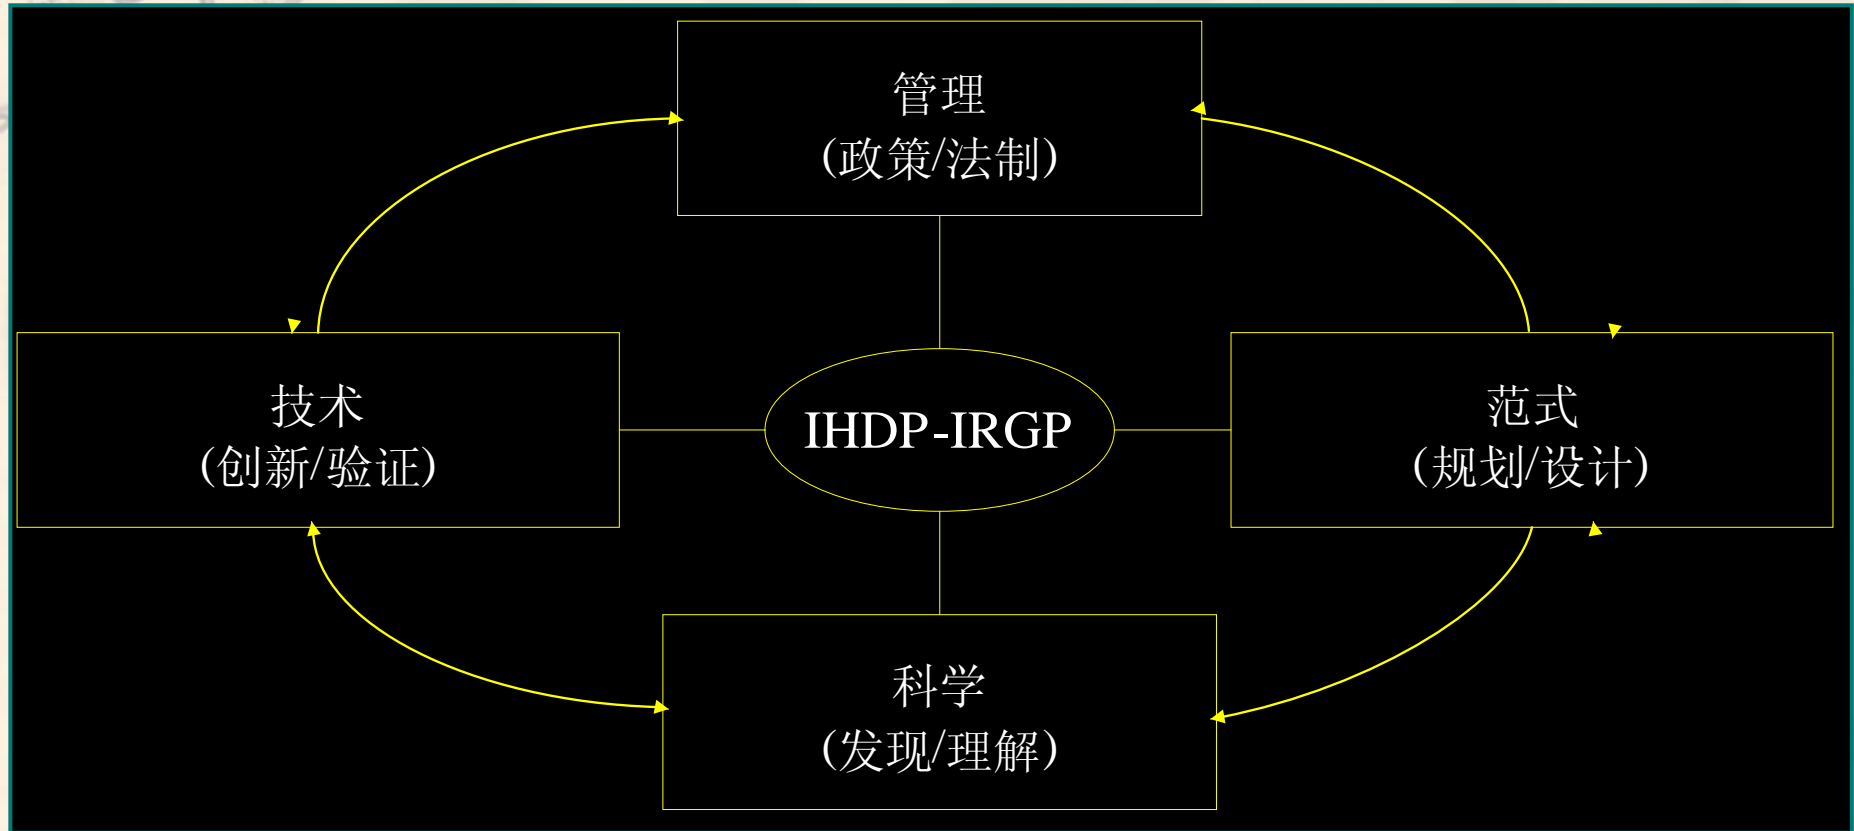 管理
(政策/法制)
技术
(创新/验证)
IHDP-IRGP
范式
(规划/设计)
科学
(发现/理解)